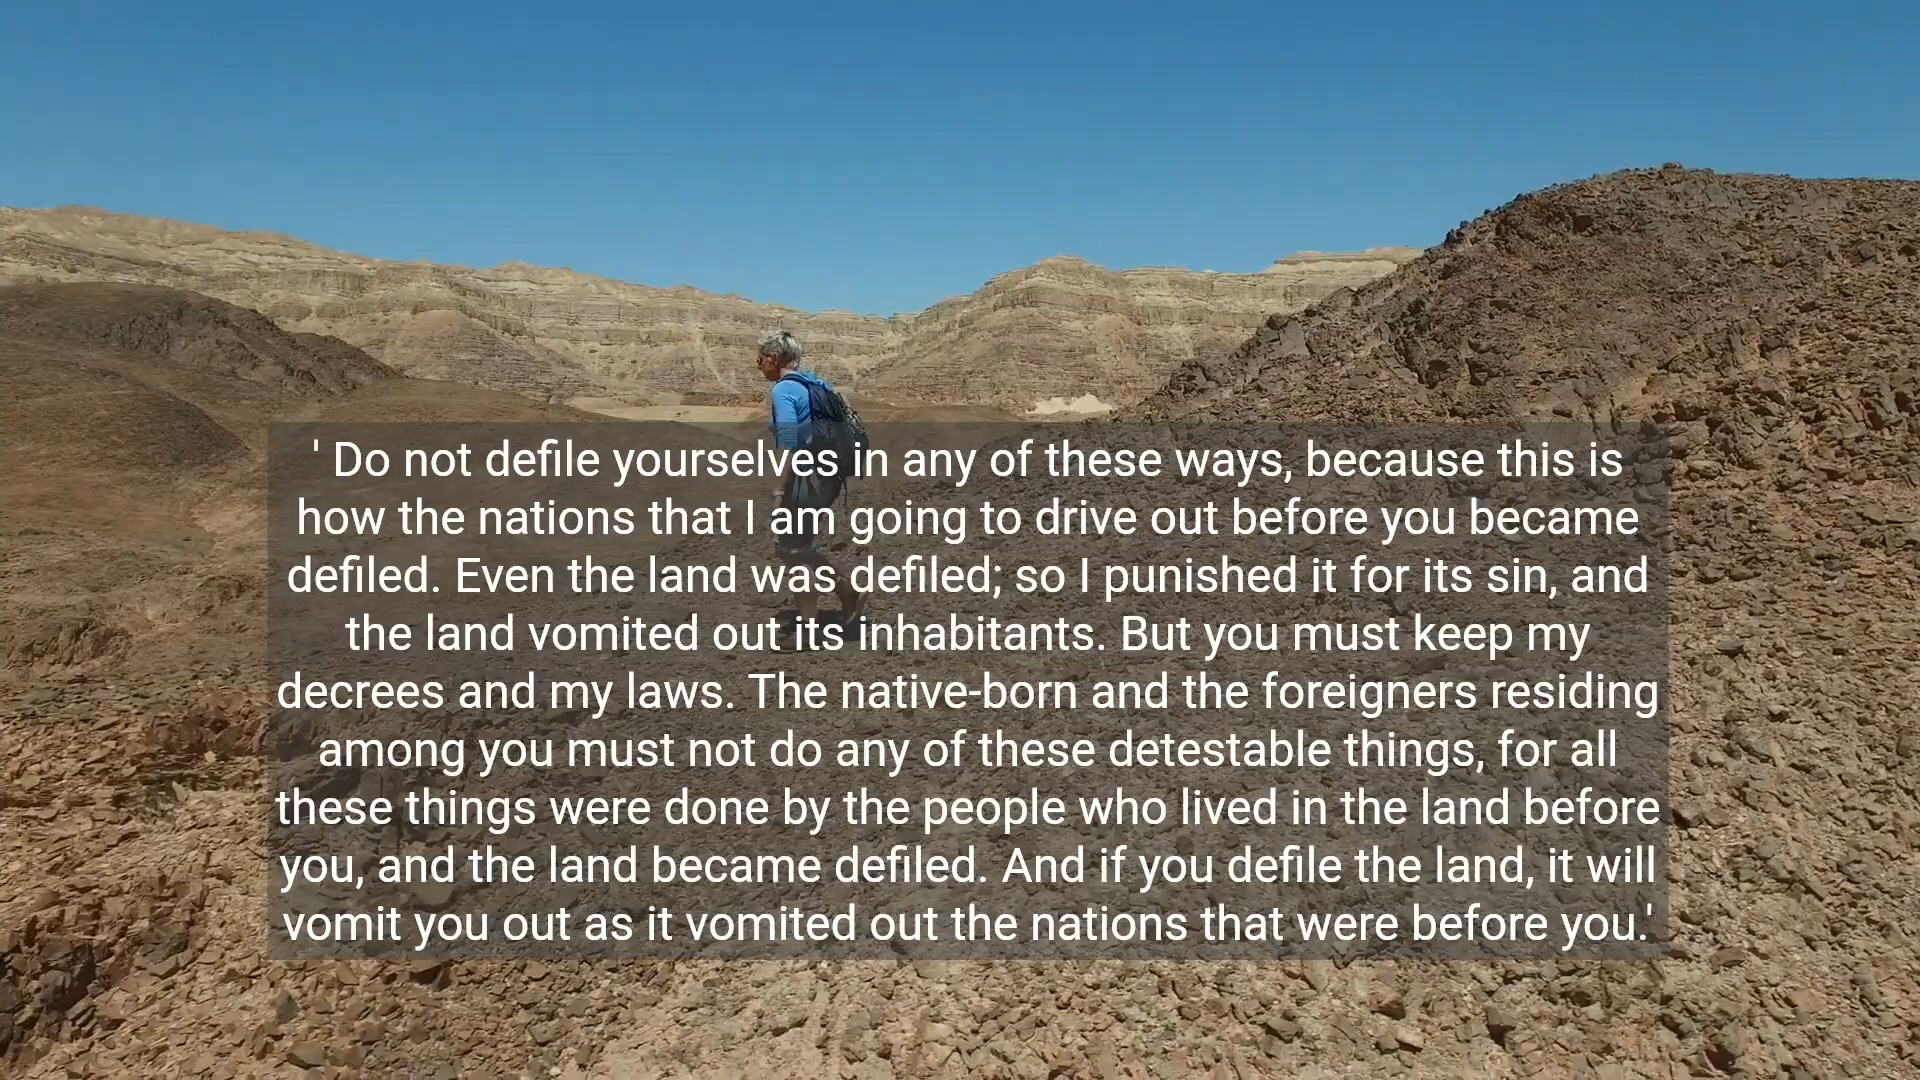 ' Do not defile yourselves in any of these ways, because this is
how the nations that I am going to drive out before you became
defiled. Even the land was defiled; so I punished it for its sin, and
the land vomited out its inhabitants. But you must keep my
decrees and my laws. The native-born and the foreigners residing
among you must not do any of these detestable things, for all
these things were done by the people who lived in the land before
you, and the land became defiled. And if you defile the land, it will
vomit you out as it vomited out the nations that were before you.'